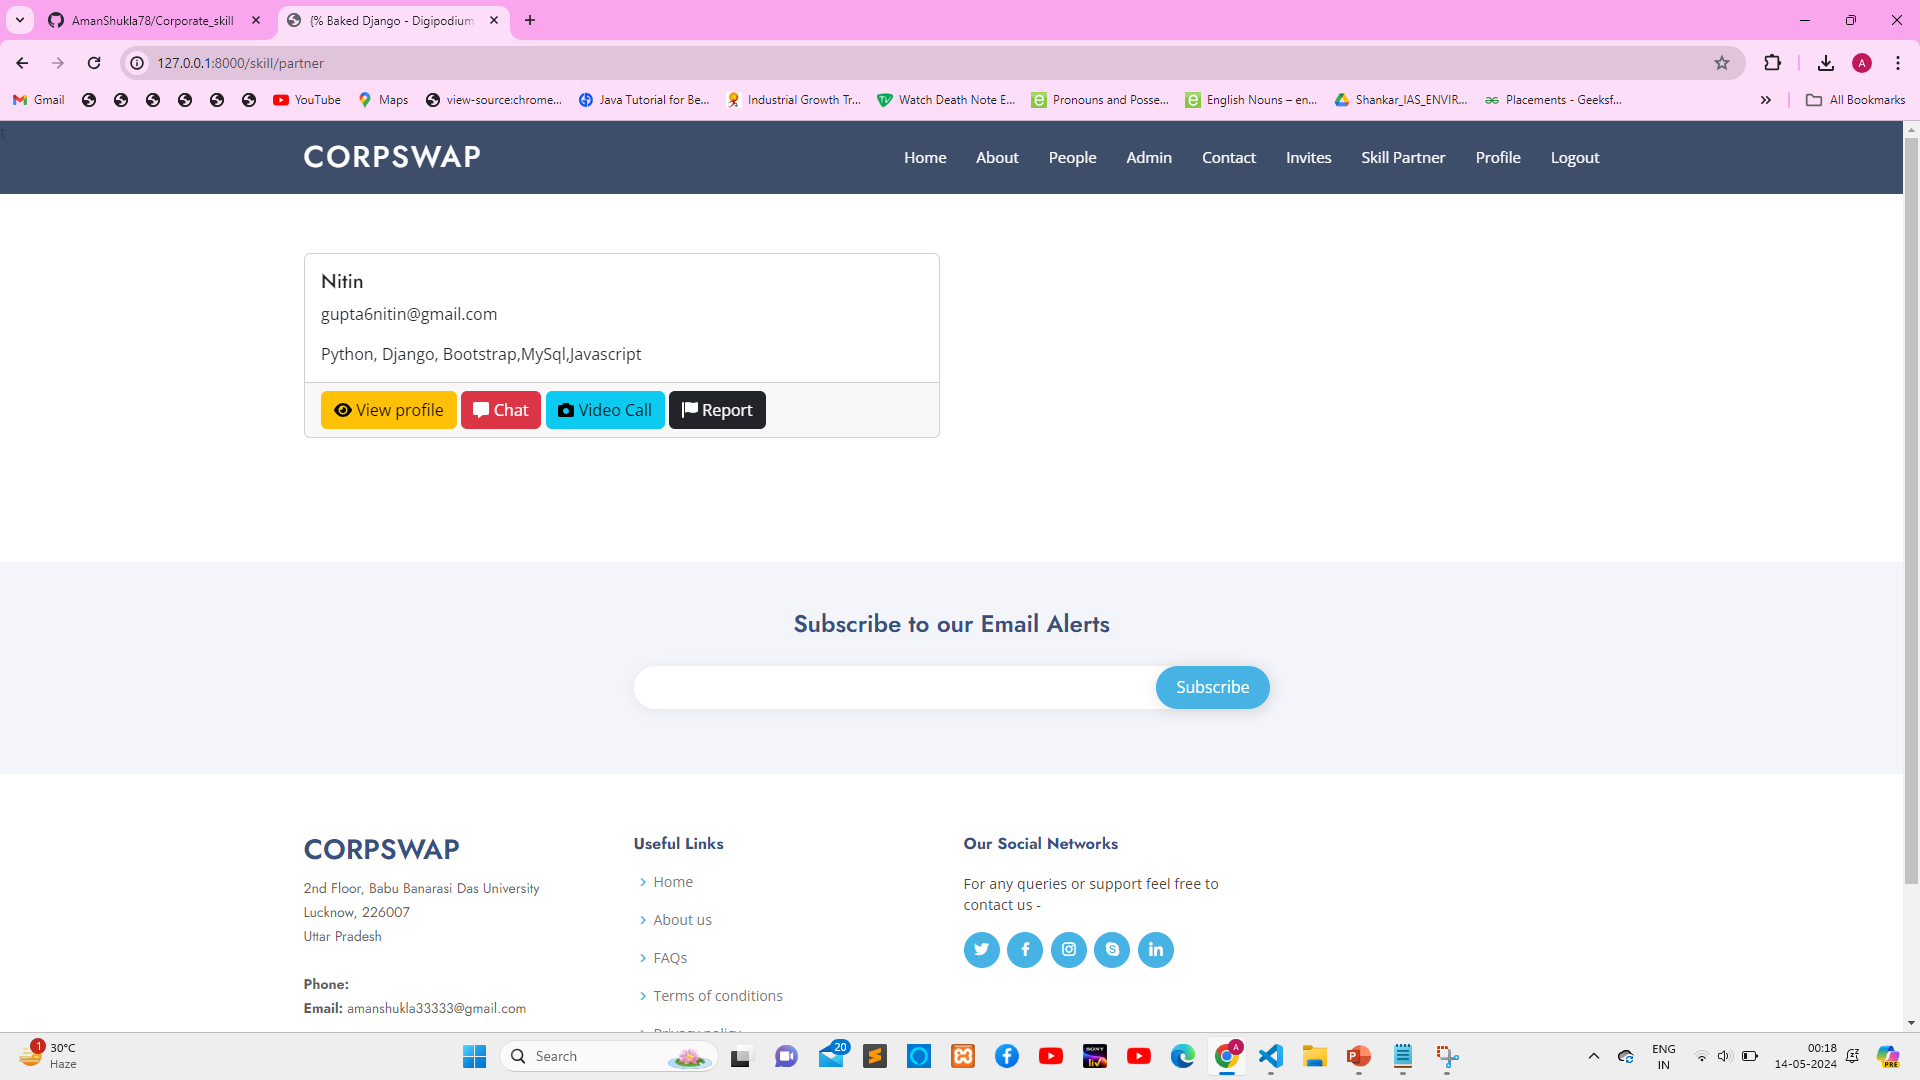 AmanShukla78/Corporate_skill
{% Baked Django - Digipodium
127.0.0.1:8000/skill/partner
A
Gmail
YouTube
Maps
view-source:chrome...
Java Tutorial for Be...
Industrial Growth Tr...
Watch Death Note E...
Pronouns and Posse...
English Nouns – en...
Shankar_IAS_ENVIR...
Placements - Geeksf...
All Bookmarks
t
CORPSWAP
Home
About
People
Admin
Contact
Invites
Skill Partner
Profile
Logout
Nitin
gupta6nitin@gmail.com
Python, Django, Bootstrap,MySql,Javascript
View profile
Chat
Video Call
Report
Subscribe to our Email Alerts
Subscribe
CORPSWAP
2nd Floor, Babu Banarasi Das University
Lucknow, 226007
Uttar Pradesh
Phone:
Email: amanshukla33333@gmail.com
Useful Links
Home
About us
FAQs
Terms of conditions
Our Social Networks
For any queries or support feel free to
contact us -
1
30°C
Haze
Search
20
SONY
liv
A
ENG
IN
00:18
14-05-2024
PRE